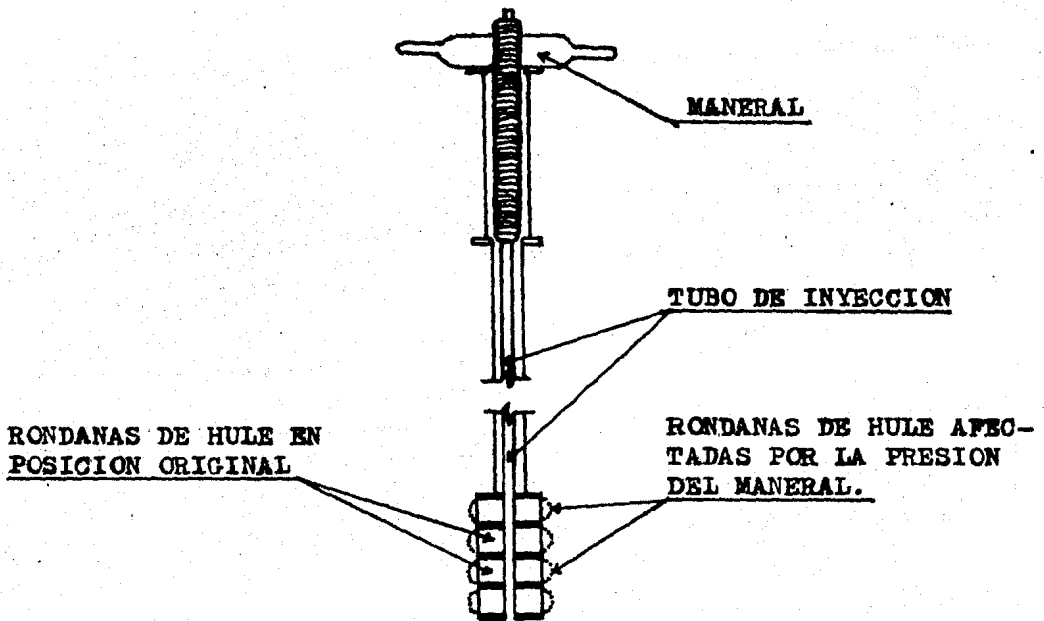 MANERAL
TUBO DE INYECCION
RONDANAS DE HULE EN
POSICION ORIGINAL
RONDANAS DE HULE AFEC-
TADAS POR LA PRESION
DEL MANERAL.